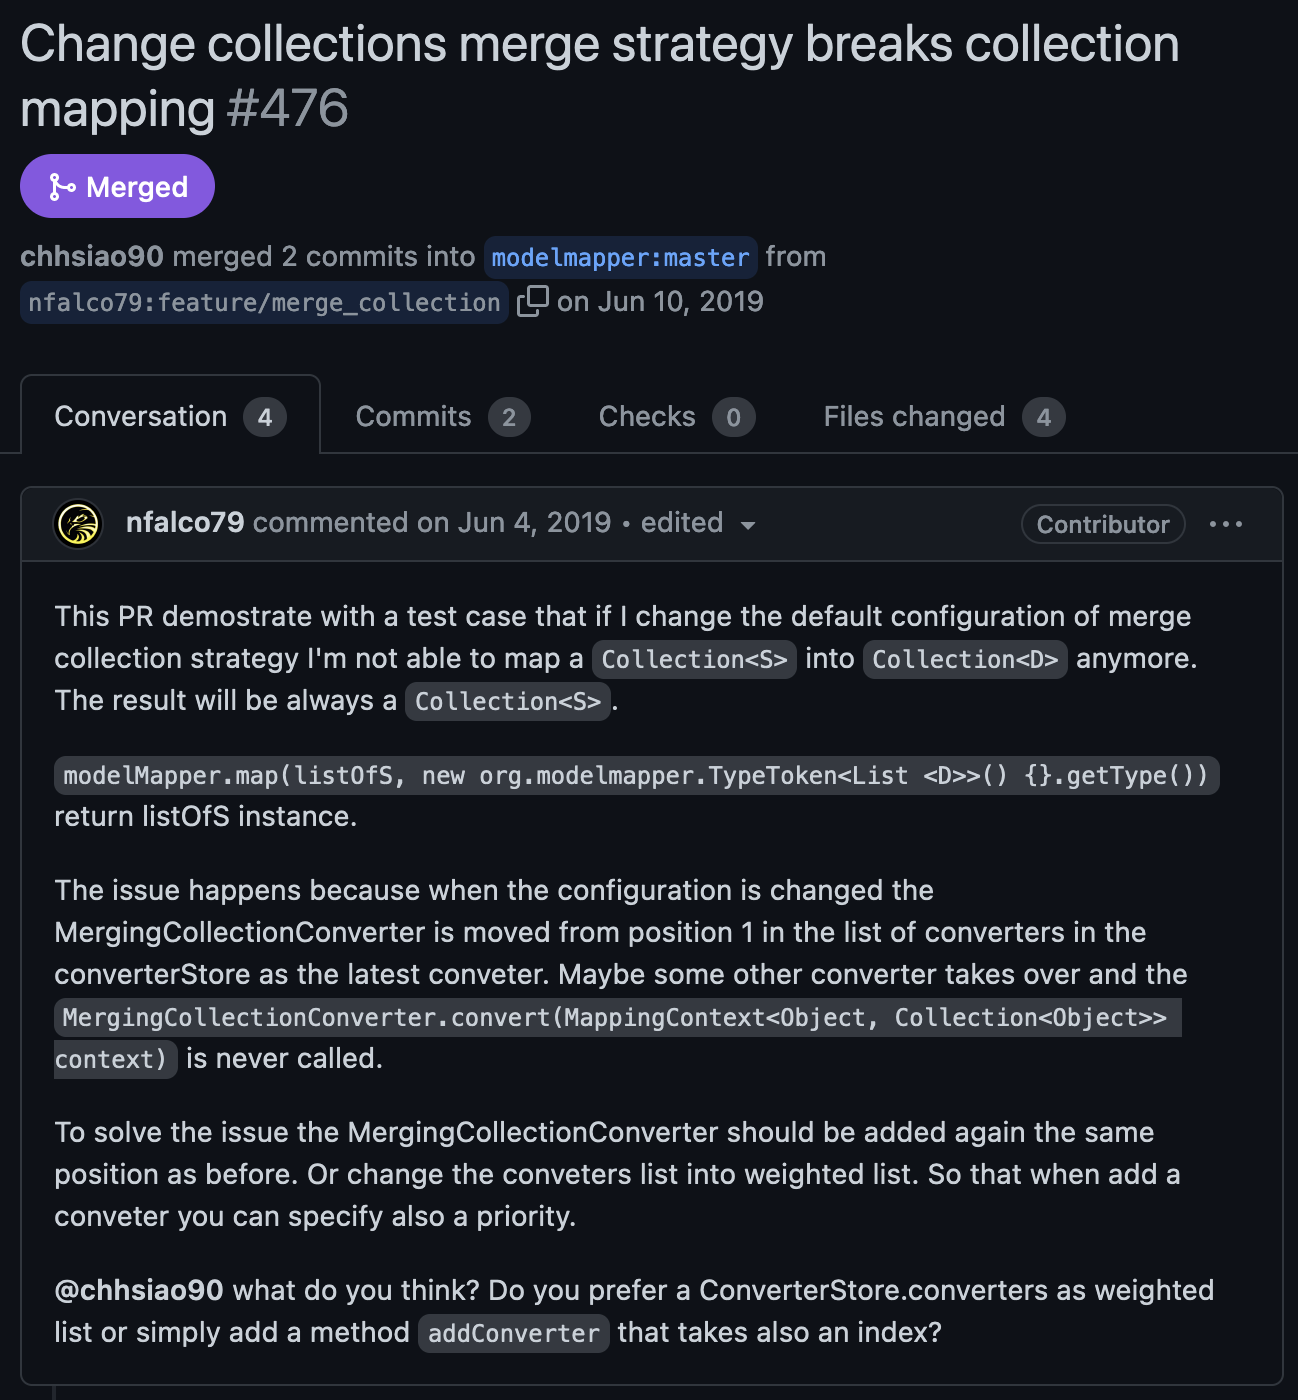 Change collections merge strategy breaks collection
mapping #476
Merged
chhsiao90 merged 2 commits into modelmapper:master from
nfalco79:feature/merge_collection on Jun 10, 2019
Conversation 4 Commits 2 Checks 0 Files changed 4
nfalco79 commented on Jun 4, 2019 • edited Contributor ...
This PR demostrate with a test case that if I change the default configuration of merge
collection strategy I'm not able to map a Collection<S> into Collection<D> anymore.
The result will be always a Collection<S>.
modelMapper.map(listOfS, new org.modelmapper.TypeToken<List <D>>() {}.getType())
return listOfS instance.
The issue happens because when the configuration is changed the
MergingCollectionConverter is moved from position 1 in the list of converters in the
converterStore as the latest conveter. Maybe some other converter takes over and the
MergingCollectionConverter.convert(MappingContext<Object, Collection<Object>>
context) is never called.
To solve the issue the MergingCollectionConverter should be added again the same
position as before. Or change the conveters list into weighted list. So that when add a
conveter you can specify also a priority.
@chhsiao90 what do you think? Do you prefer a ConverterStore.converters as weighted
list or simply add a method addConverter that takes also an index?